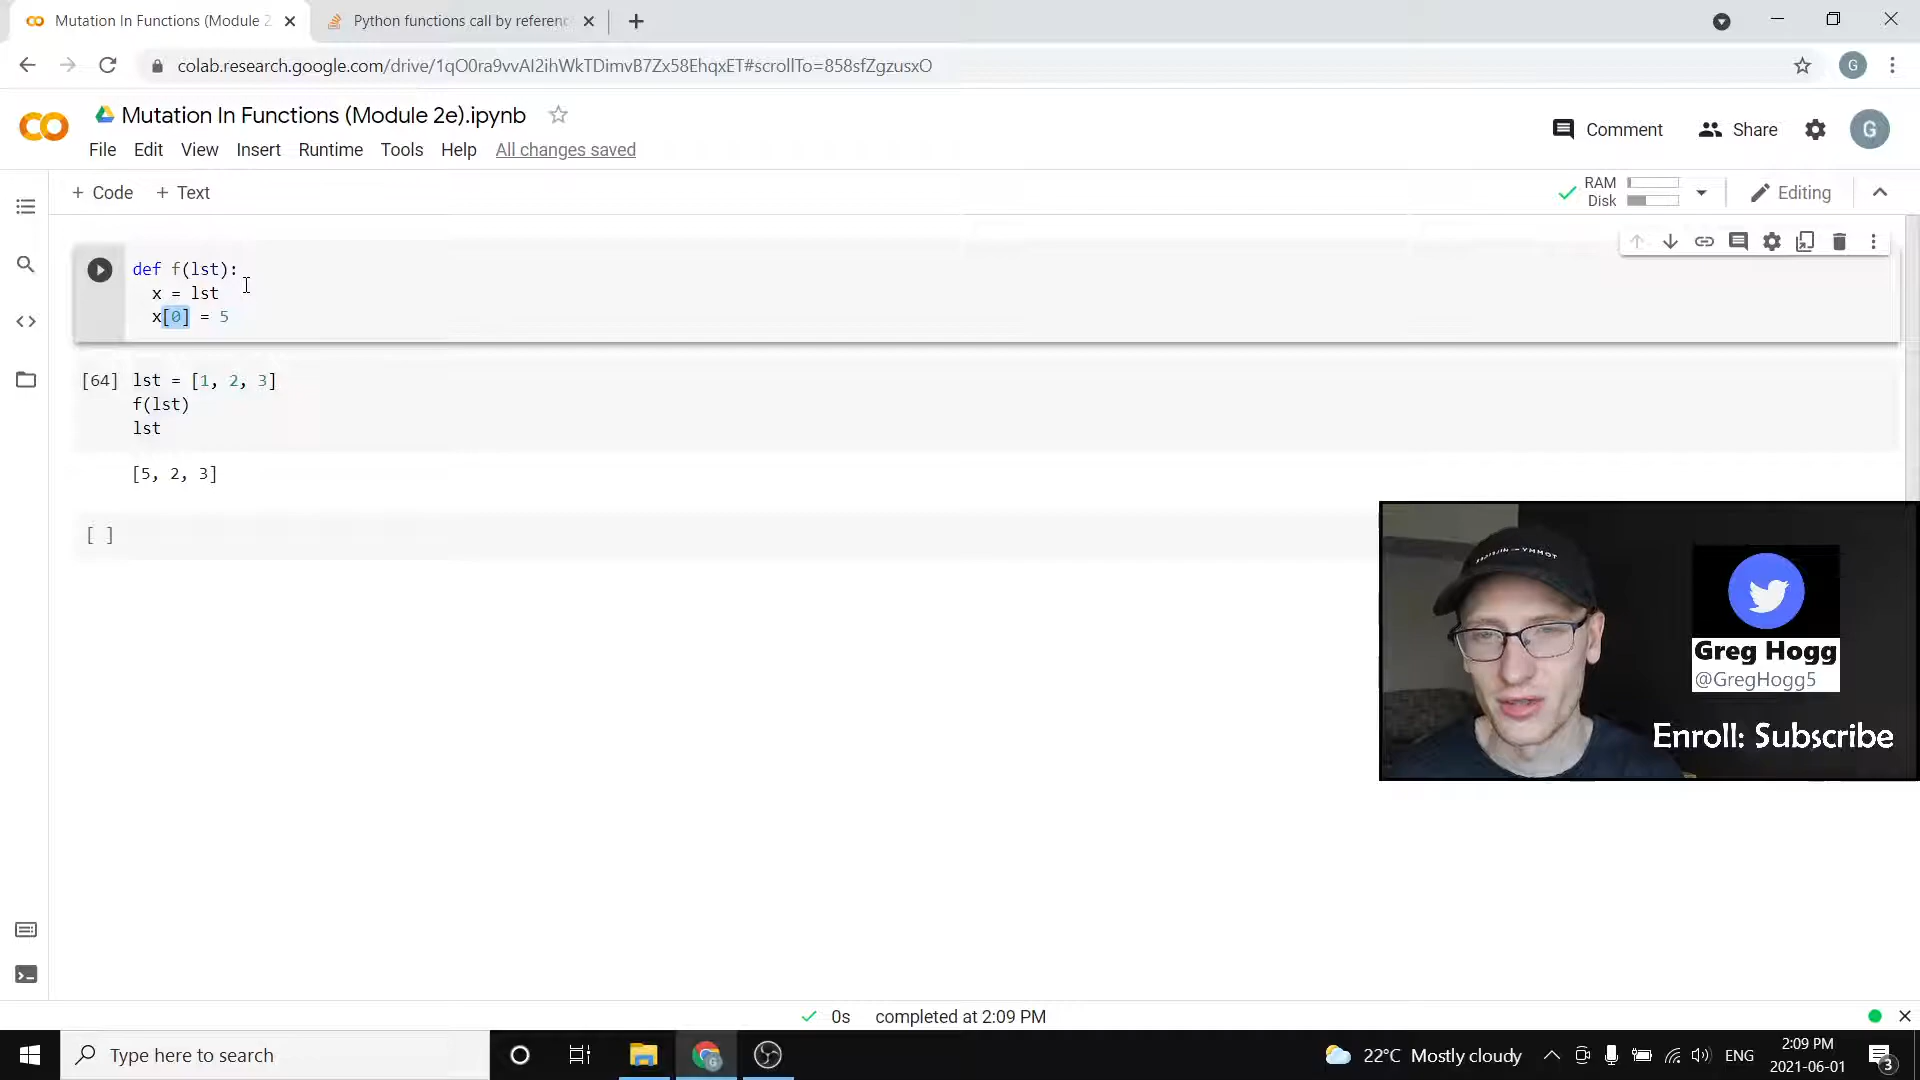 Mutation In Functions (Module 2
Python functions call by referenc
colab.research.google.com/drive/1qO0ra9vvAI2ihWkTDimvB7Zx58EhqxET#scrollTo=858sfZgzusxO
G
Mutation In Functions (Module 2e).ipynb
Comment
Share
G
File Edit View Insert Runtime Tools Help All changes saved
+ Code + Text
RAM
Disk
Editing
def f(lst):
x = lst
x[0] = 5
[64] lst = [1, 2, 3]
f(lst)
lst
[5, 2, 3]
[ ]
Greg Hogg
@GregHogg5
Enroll: Subscribe
0s completed at 2:09 PM
Type here to search
22°C Mostly cloudy
ENG
2:09 PM
2021-06-01
3